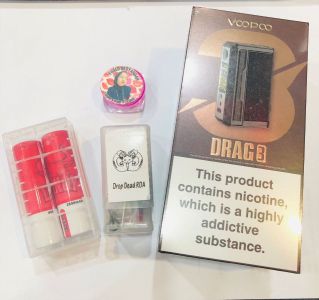 VOOPOO
DRAG 3
This product
contains nicotine,
which is a highly
addictive
substance.
Drop Dead RDA